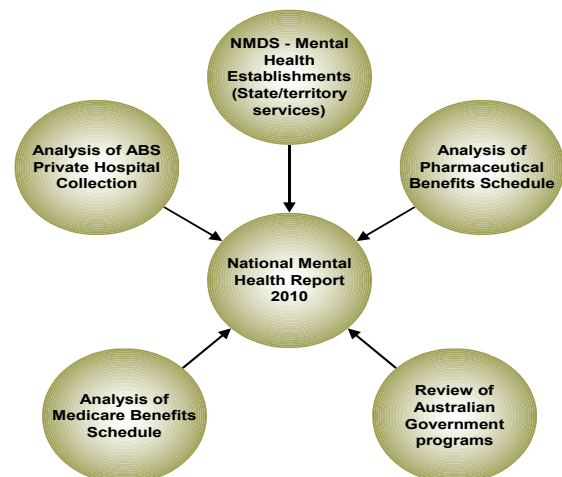 NMDS - Mental
Health
Establishments
(State/territory
services)
Analysis of ABS
Private Hospital
Collection
Analysis of
Pharmaceutical
Benefits Schedule
National Mental
Health Report
2010
Analysis of
Medicare Benefits
Schedule
Review of
Australian
Government
programs